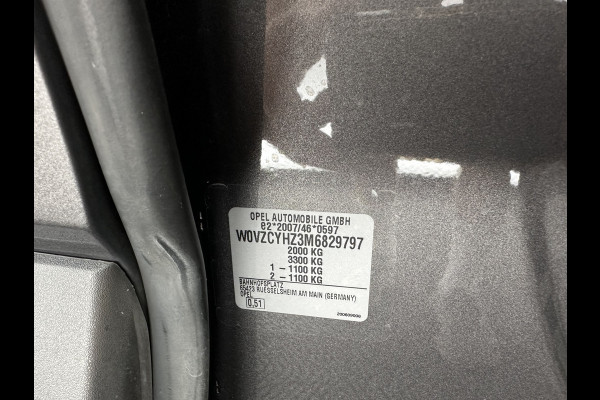 OPEL AUTOMOBILE GMBH
e2*2007/46*0597
W0VZCYHZ3M6829797
2000 KG
3300 KG
1 – 1100 KG
2 – 1100 KG
BAHNHOFSPLATZ
65423 RUESSELSHEIM AM MAIN (GERMANY)
OPEL
0,51